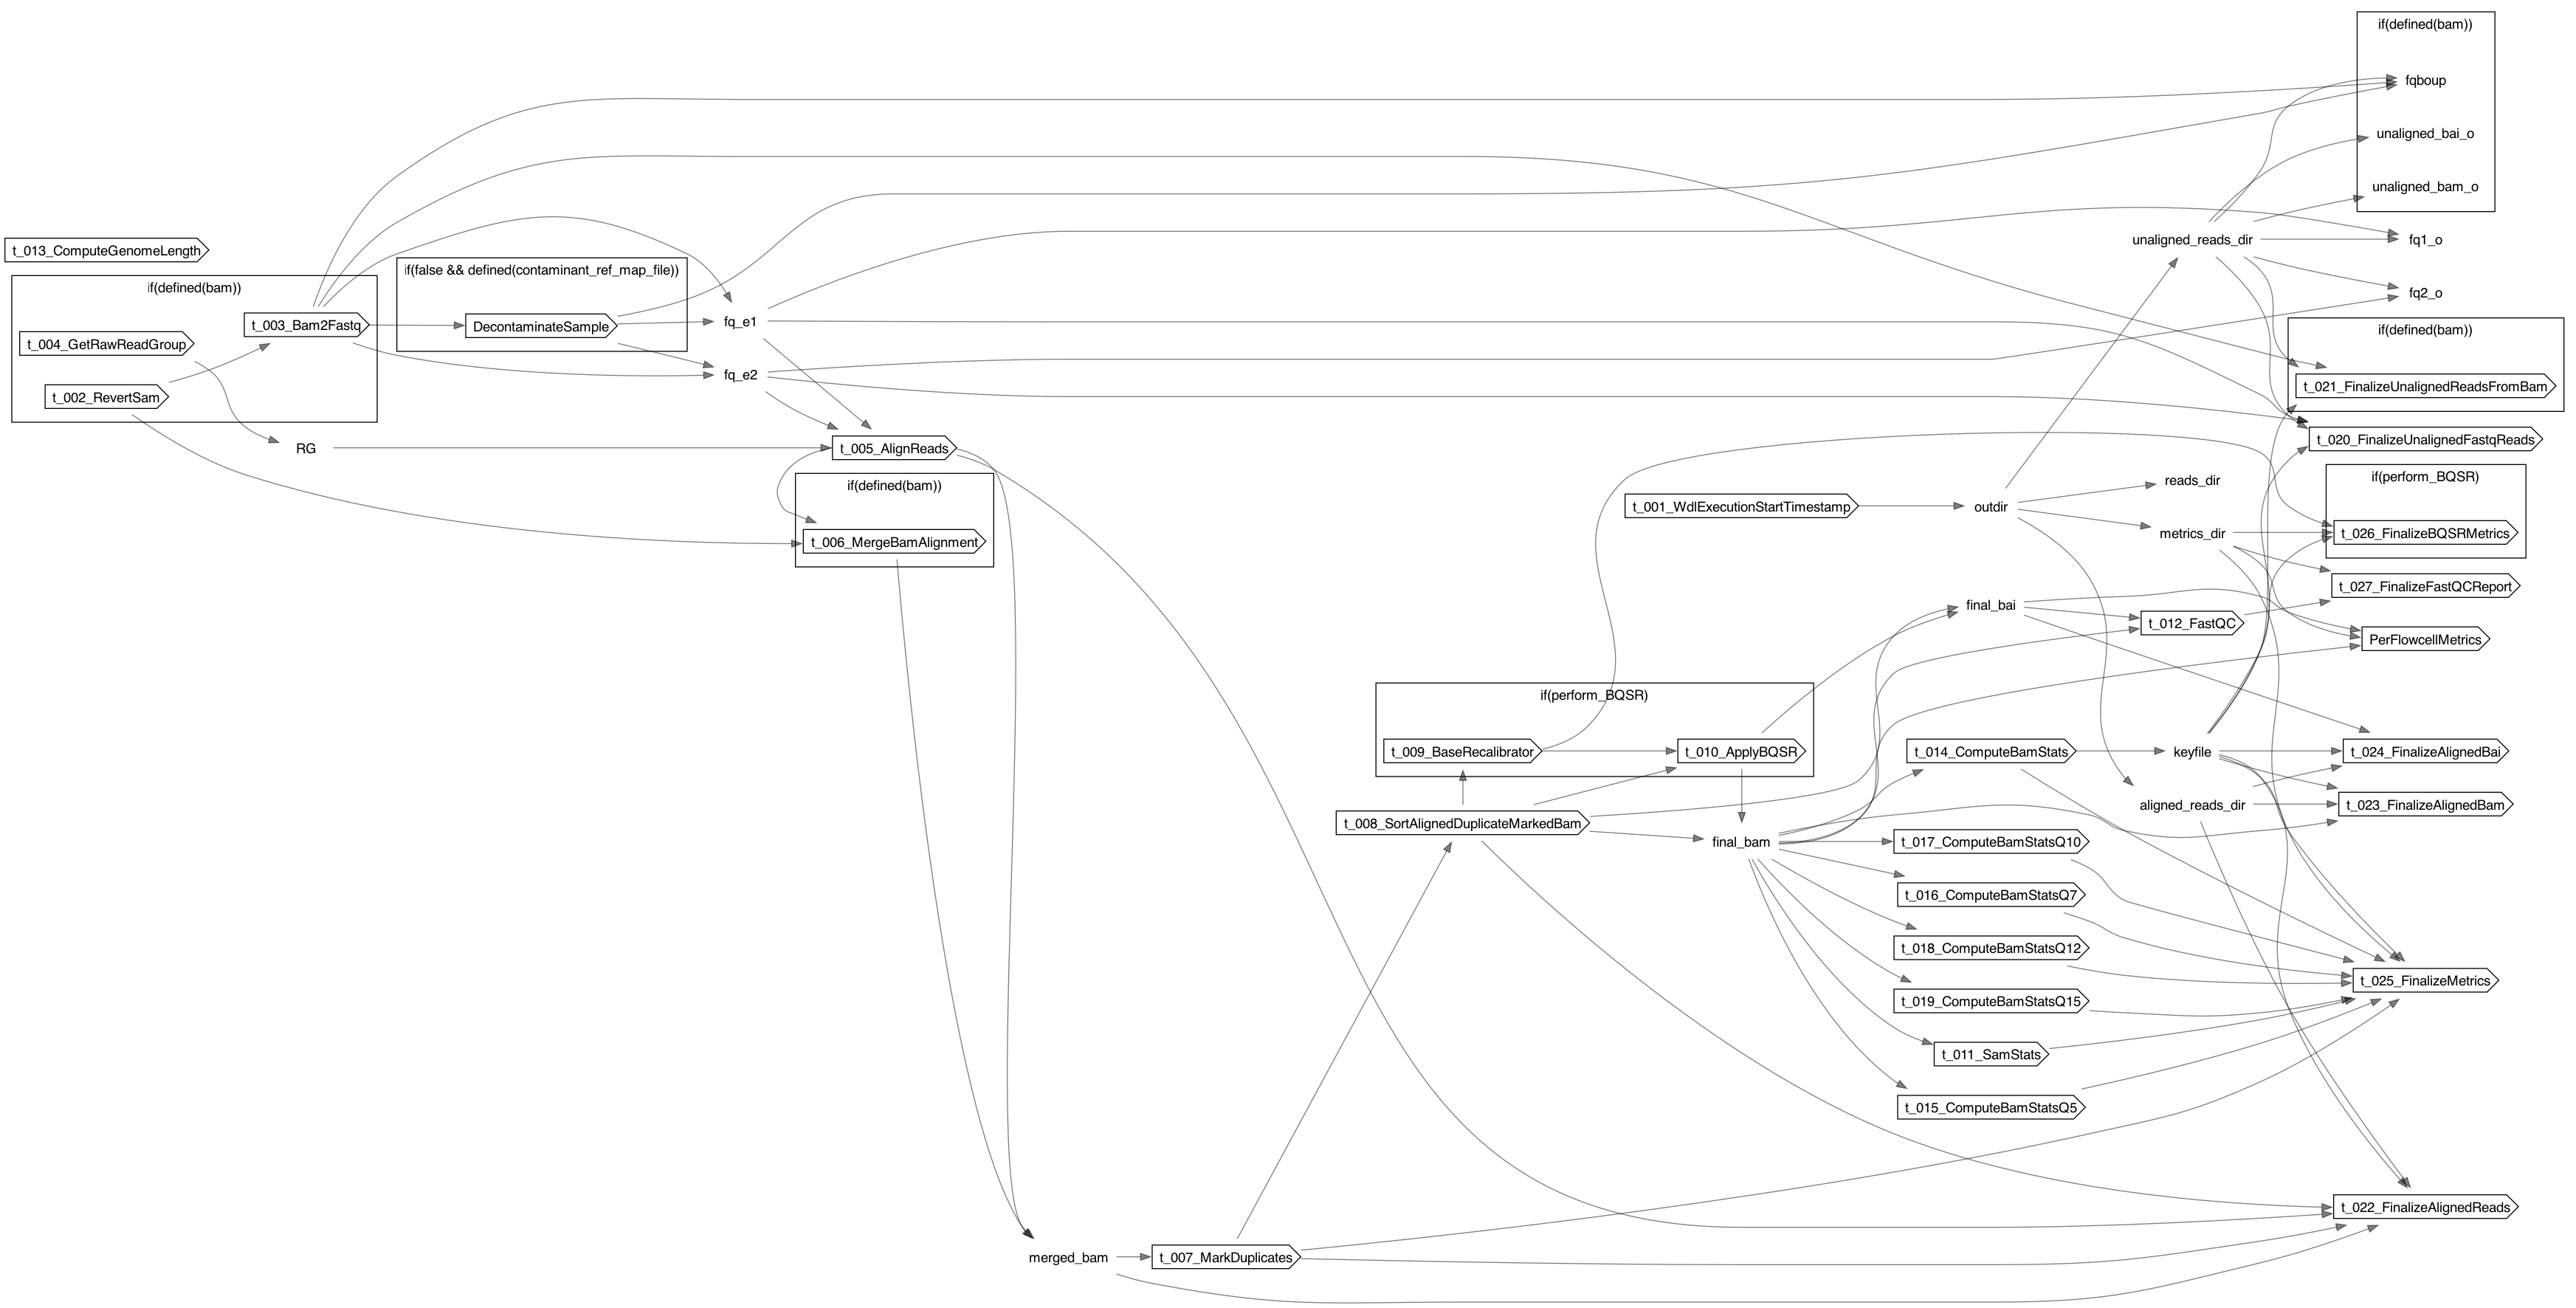 if(defined(bam))
fqboup
unaligned_bai_o
unaligned_bam_o
unaligned_reads_dir
fq1_o
fq2_o
t_013_ComputeGenomeLength
if(defined(bam))
t_003_Bam2Fastq
t_004_GetRawReadGroup
t_002_RevertSam
if(false && defined(contaminant_ref_map_file))
DecontaminateSample
fq_e1
fq_e2
if(defined(bam))
t_021_FinalizeUnalignedReadsFromBam
t_020_FinalizeUnalignedFastqReads
RG
t_005_AlignReads
if(defined(bam))
t_006_MergeBamAlignment
t_001_WdlExecutionStartTimestamp
outdir
reads_dir
metrics_dir
if(perform_BQSR)
t_026_FinalizeBQSRMetrics
t_027_FinalizeFastQCReport
final_bai
t_012_FastQC
PerFlowcellMetrics
if(perform_BQSR)
t_009_BaseRecalibrator
t_010_ApplyBQSR
t_014_ComputeBamStats
keyfile
t_024_FinalizeAlignedBai
aligned_reads_dir
t_023_FinalizeAlignedBam
t_008_SortAlignedDuplicateMarkedBam
final_bam
t_017_ComputeBamStatsQ10
t_016_ComputeBamStatsQ7
t_018_ComputeBamStatsQ12
t_025_FinalizeMetrics
t_019_ComputeBamStatsQ15
t_011_SamStats
t_015_ComputeBamStatsQ5
t_022_FinalizeAlignedReads
merged_bam
t_007_MarkDuplicates